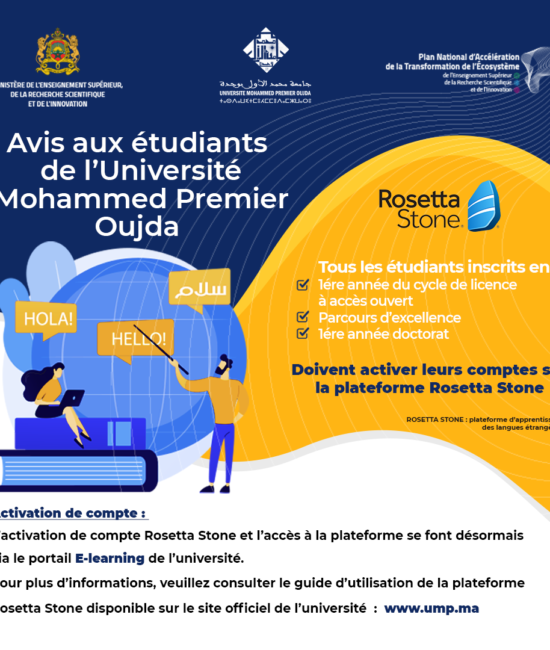 MINISTÈRE DE L'ENSEIGNEMENT SUPÉRIEUR,
DE LA RECHERCHE SCIENTIFIQUE
ET DE L'INNOVATION
جامعة محمد الأول بوجدة
UNIVERSITE MOHAMMED PREMIER OUJDA
Plan National d'Accélération
de la Transformation de l'Écosystème
de l'Enseignement Supérieur
de la Recherche Scientifique
et de l'Innovation
Avis aux étudiants
de l'Université
Mohammed Premier
Oujda
Rosetta
Stone
Tous les étudiants inscrits en
1ére année du cycle de licence
à accès ouvert
Parcours d'excellence
1ére année doctorat
Doivent activer leurs comptes s
la plateforme Rosetta Stone
ROSETTA STONE : plateforme d'apprentiss
des langues étrangè
سلام
HOLA!
HELLO!
ctivation de compte :
'activation de compte Rosetta Stone et l'accès à la plateforme se font désormais
ia le portail E-learning de l'université.
our plus d'informations, veuillez consulter le guide d'utilisation de la plateforme
osetta Stone disponible sur le site officiel de l'université : www.ump.ma